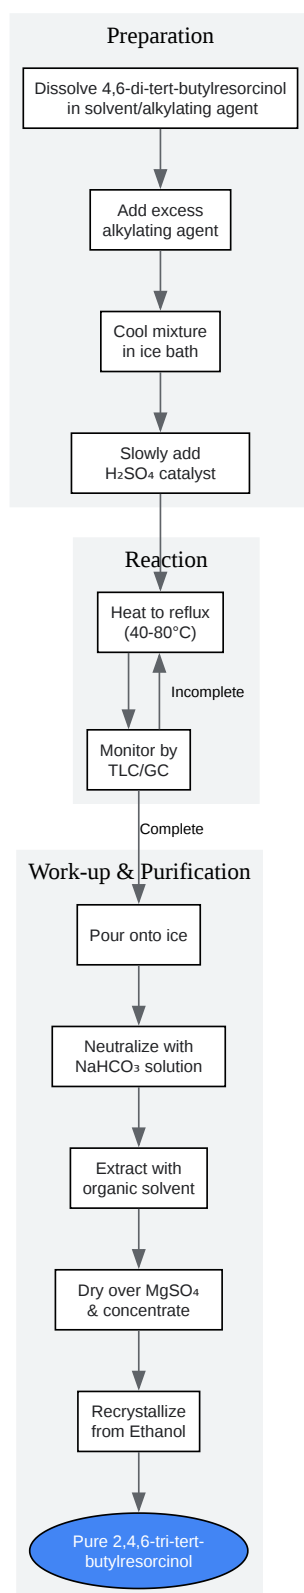 Preparation
Dissolve 4,6-di-tert-butylresorcinol
in solvent/alkylating agent
Add excess
alkylating agent
Cool mixture
in ice bath
Slowly add
H₂SO₄ catalyst
Reaction
Heat to reflux
(40-80°C)
Incomplete
Monitor by
TLC/GC
Complete
Work-up & Purification
Pour onto ice
Neutralize with
NaHCO₃ solution
Extract with
organic solvent
Dry over MgSO₄
& concentrate
Recrystallize
from Ethanol
Pure 2,4,6-tri-tert-
butylresorcinol